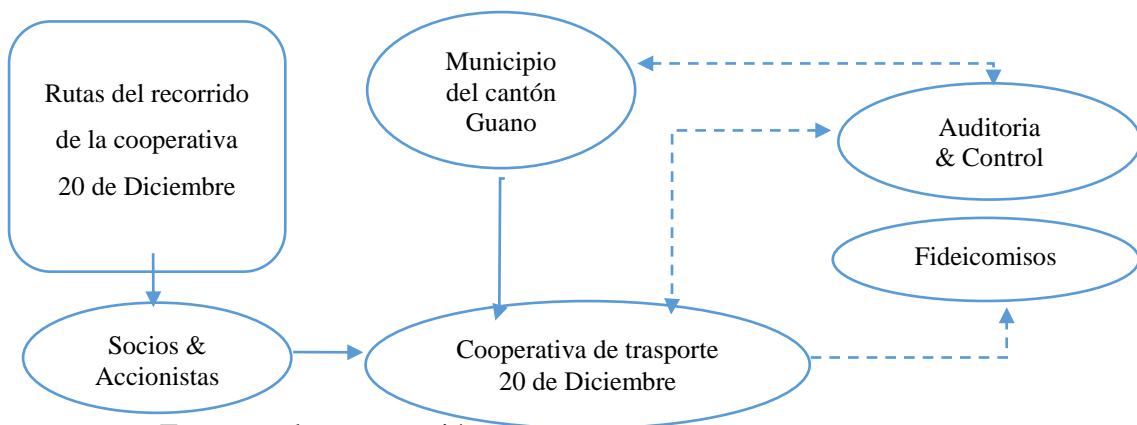 Rutas del recorrido
de la cooperativa
20 de Diciembre
Municipio
del cantón
Guano
Auditoria
& Control
Fideicomisos
Socios &
Accionistas
Cooperativa de trasporte
20 de Diciembre